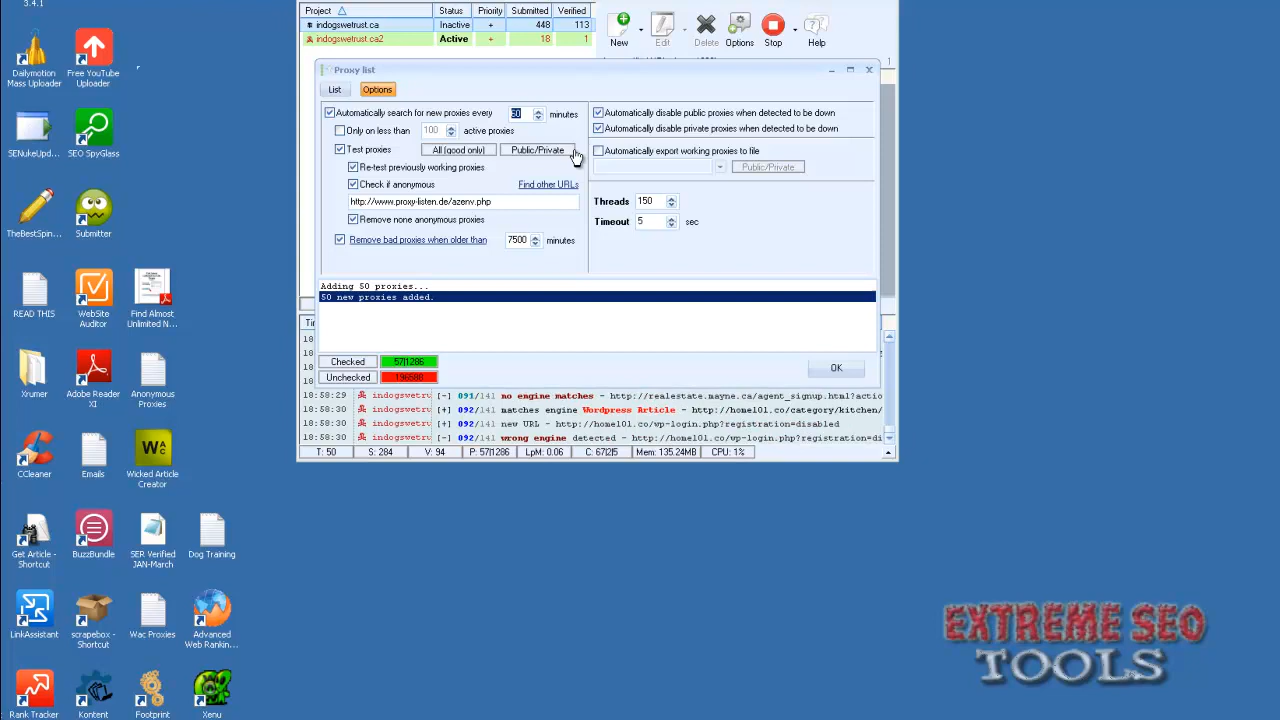 3.4.1
Project Status Priority Submitted Verified
indogswetrust.ca Inactive + 448 113
indogswetrust.ca2 Active + 18 1
New Edit Delete Options Stop Help
Proxy list
List Options
Automatically search for new proxies every 60 minutes
Only on less than 100 active proxies
Test proxies All (good only) Public/Private
Re-test previously working proxies
Check if anonymous Find other URLs
http://www.proxy-listen.de/azenv.php
Remove none anonymous proxies
Remove bad proxies when older than 7500 minutes
Automatically disable public proxies when detected to be down
Automatically disable private proxies when detected to be down
Automatically export working proxies to file
Public/Private
Threads 150
Timeout 5 sec
Adding 50 proxies...
50 new proxies added.
Checked 57|1286
Unchecked
OK
18:58:29 indogswetru [-] 091/141 no engine matches - http://realestate.mayne.ca/agent_signup.html?actio
18:58:30 indogswetru [+] 092/141 matches engine Wordpress Article - http://home101.co/category/kitchen/
18:58:30 indogswetru [+] 092/141 new URL - http://home101.co/wp-login.php?registration=disabled
18:58:30 indogswetru [-] 092/141 wrong engine detected - http://home101.co/wp-login.php?registration=di
T: 50 S: 284 V: 94 P: 57|1286 LpM: 0.06 C: 67|2|5 Mem: 135.24MB CPU: 1%
Dailymotion Mass Uploader
Free YouTube Uploader
SENukeUpd...
SEO SpyGlass
TheBestSpin...
Submitter
READ THIS
WebSite Auditor
Find Almost Unlimited N...
Xrumer
Adobe Reader XI
Anonymous Proxies
CCleaner
Emails
Wicked Article Creator
Get Article - Shortcut
BuzzBundle
SER Verified JAN-March
Dog Training
LinkAssistant
scrapebox - Shortcut
Wac Proxies
Advanced Web Rankin...
Rank Tracker
Kontent
Footprint
Xenu
EXTREME SEO
TOOLS